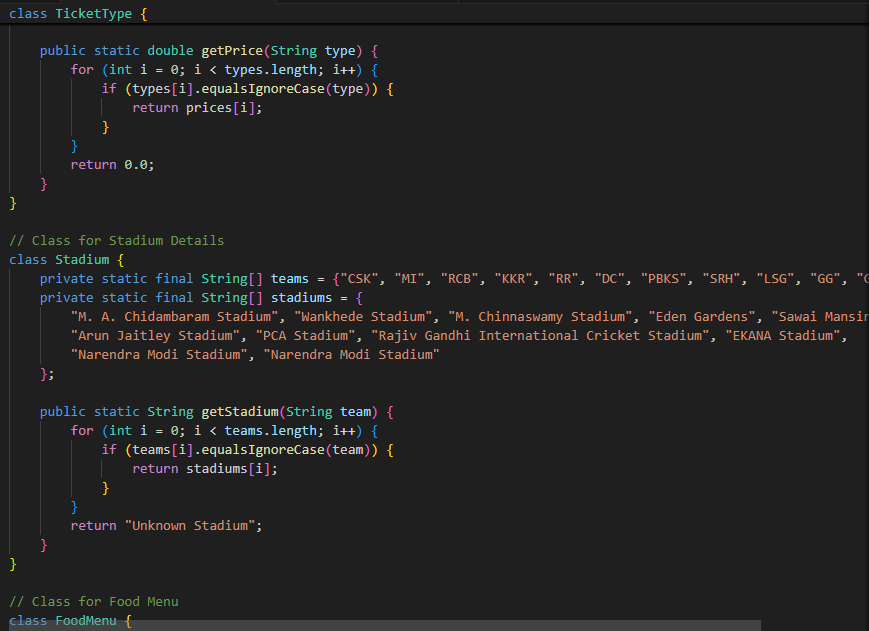 class TicketType {
    public static double getPrice(String type) {
        for (int i = 0; i < types.length; i++) {
            if (types[i].equalsIgnoreCase(type)) {
                return prices[i];
            }
        }
        return 0.0;
    }
}
// Class for Stadium Details
class Stadium {
    private static final String[] teams = {"CSK", "MI", "RCB", "KKR", "RR", "DC", "PBKS", "SRH", "LSG", "GG", "
    private static final String[] stadiums = {
        "M. A. Chidambaram Stadium", "Wankhede Stadium", "M. Chinnaswamy Stadium", "Eden Gardens", "Sawai
        "Arun Jaitley Stadium", "PCA Stadium", "Rajiv Gandhi International Cricket Stadium", "EKANA Stadium",
        "Narendra Modi Stadium", "Narendra Modi Stadium"
    };
    public static String getStadium(String team) {
        for (int i = 0; i < teams.length; i++) {
            if (teams[i].equalsIgnoreCase(team)) {
                return stadiums[i];
            }
        }
        return "Unknown Stadium";
    }
}
// Class for Food Menu
class FoodMenu {